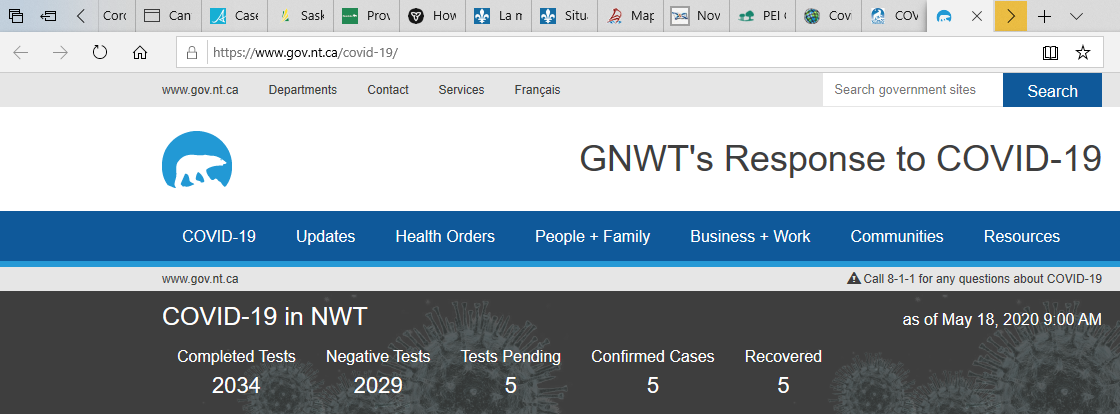 Corc Can Case Sask Prov How La m Situ Map Nov PEI Covi COV
https://www.gov.nt.ca/covid-19/
www.gov.nt.ca Departments Contact Services Français Search government sites Search
GNWT's Response to COVID-19
COVID-19 Updates Health Orders People + Family Business + Work Communities Resources
www.gov.nt.ca Call 8-1-1 for any questions about COVID-19
COVID-19 in NWT as of May 18, 2020 9:00 AM
Completed Tests Negative Tests Tests Pending Confirmed Cases Recovered
2034 2029 5 5 5